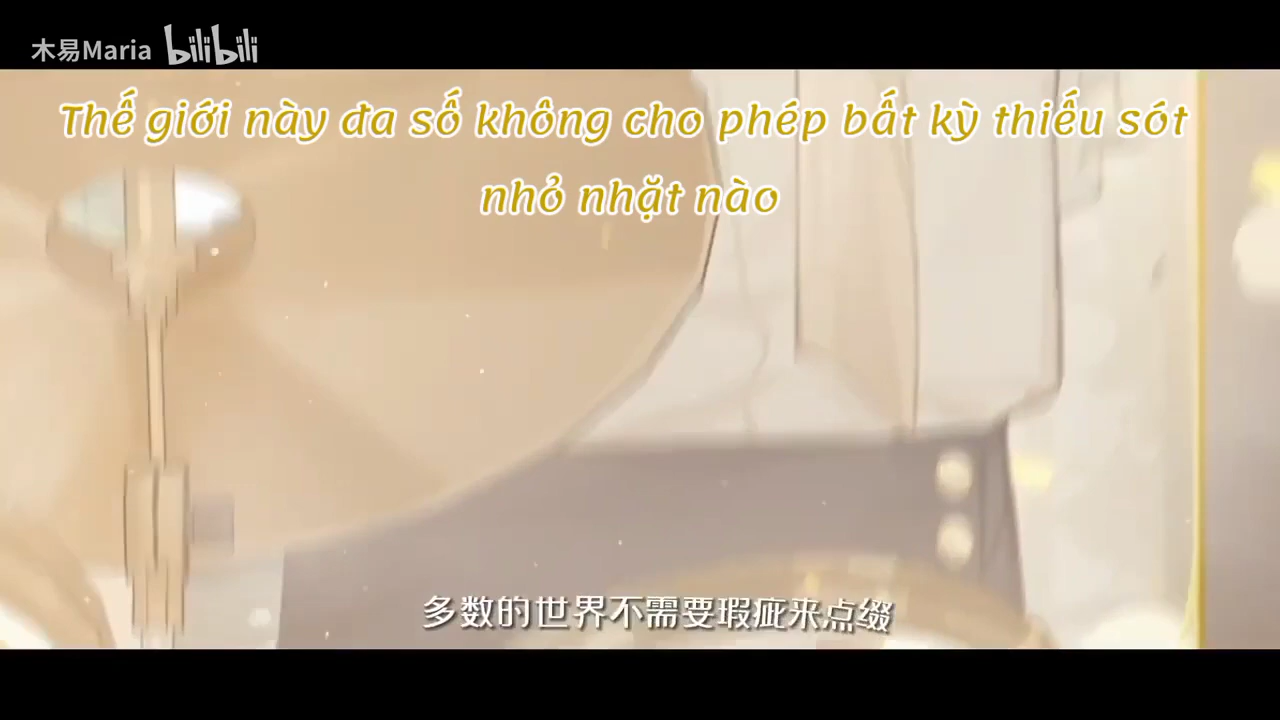 木易Maria bilibili
Thế giới này đa số không cho phép bất kỳ thiếu sót
nhỏ nhặt nào
多数的世界不需要瑕疵来点缀